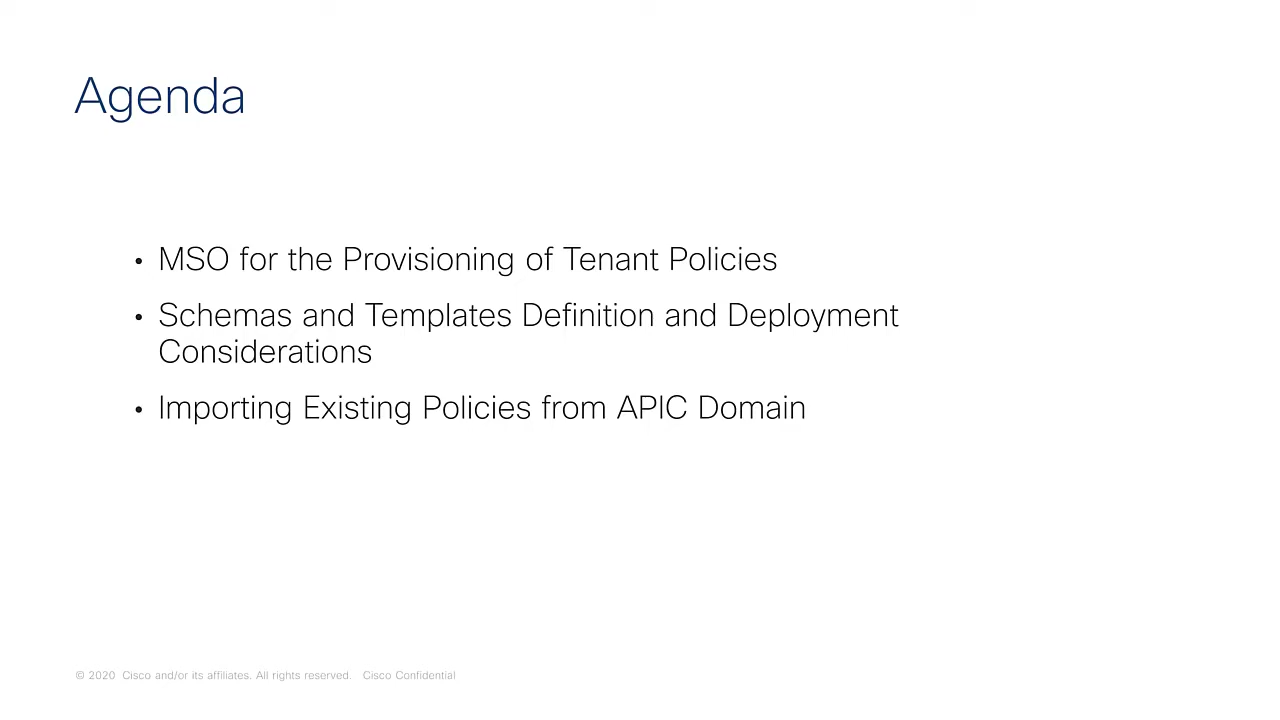 Agenda
• MSO for the Provisioning of Tenant Policies
• Schemas and Templates Definition and Deployment
Considerations
• Importing Existing Policies from APIC Domain
© 2020 Cisco and/or its affiliates. All rights reserved. Cisco Confidential